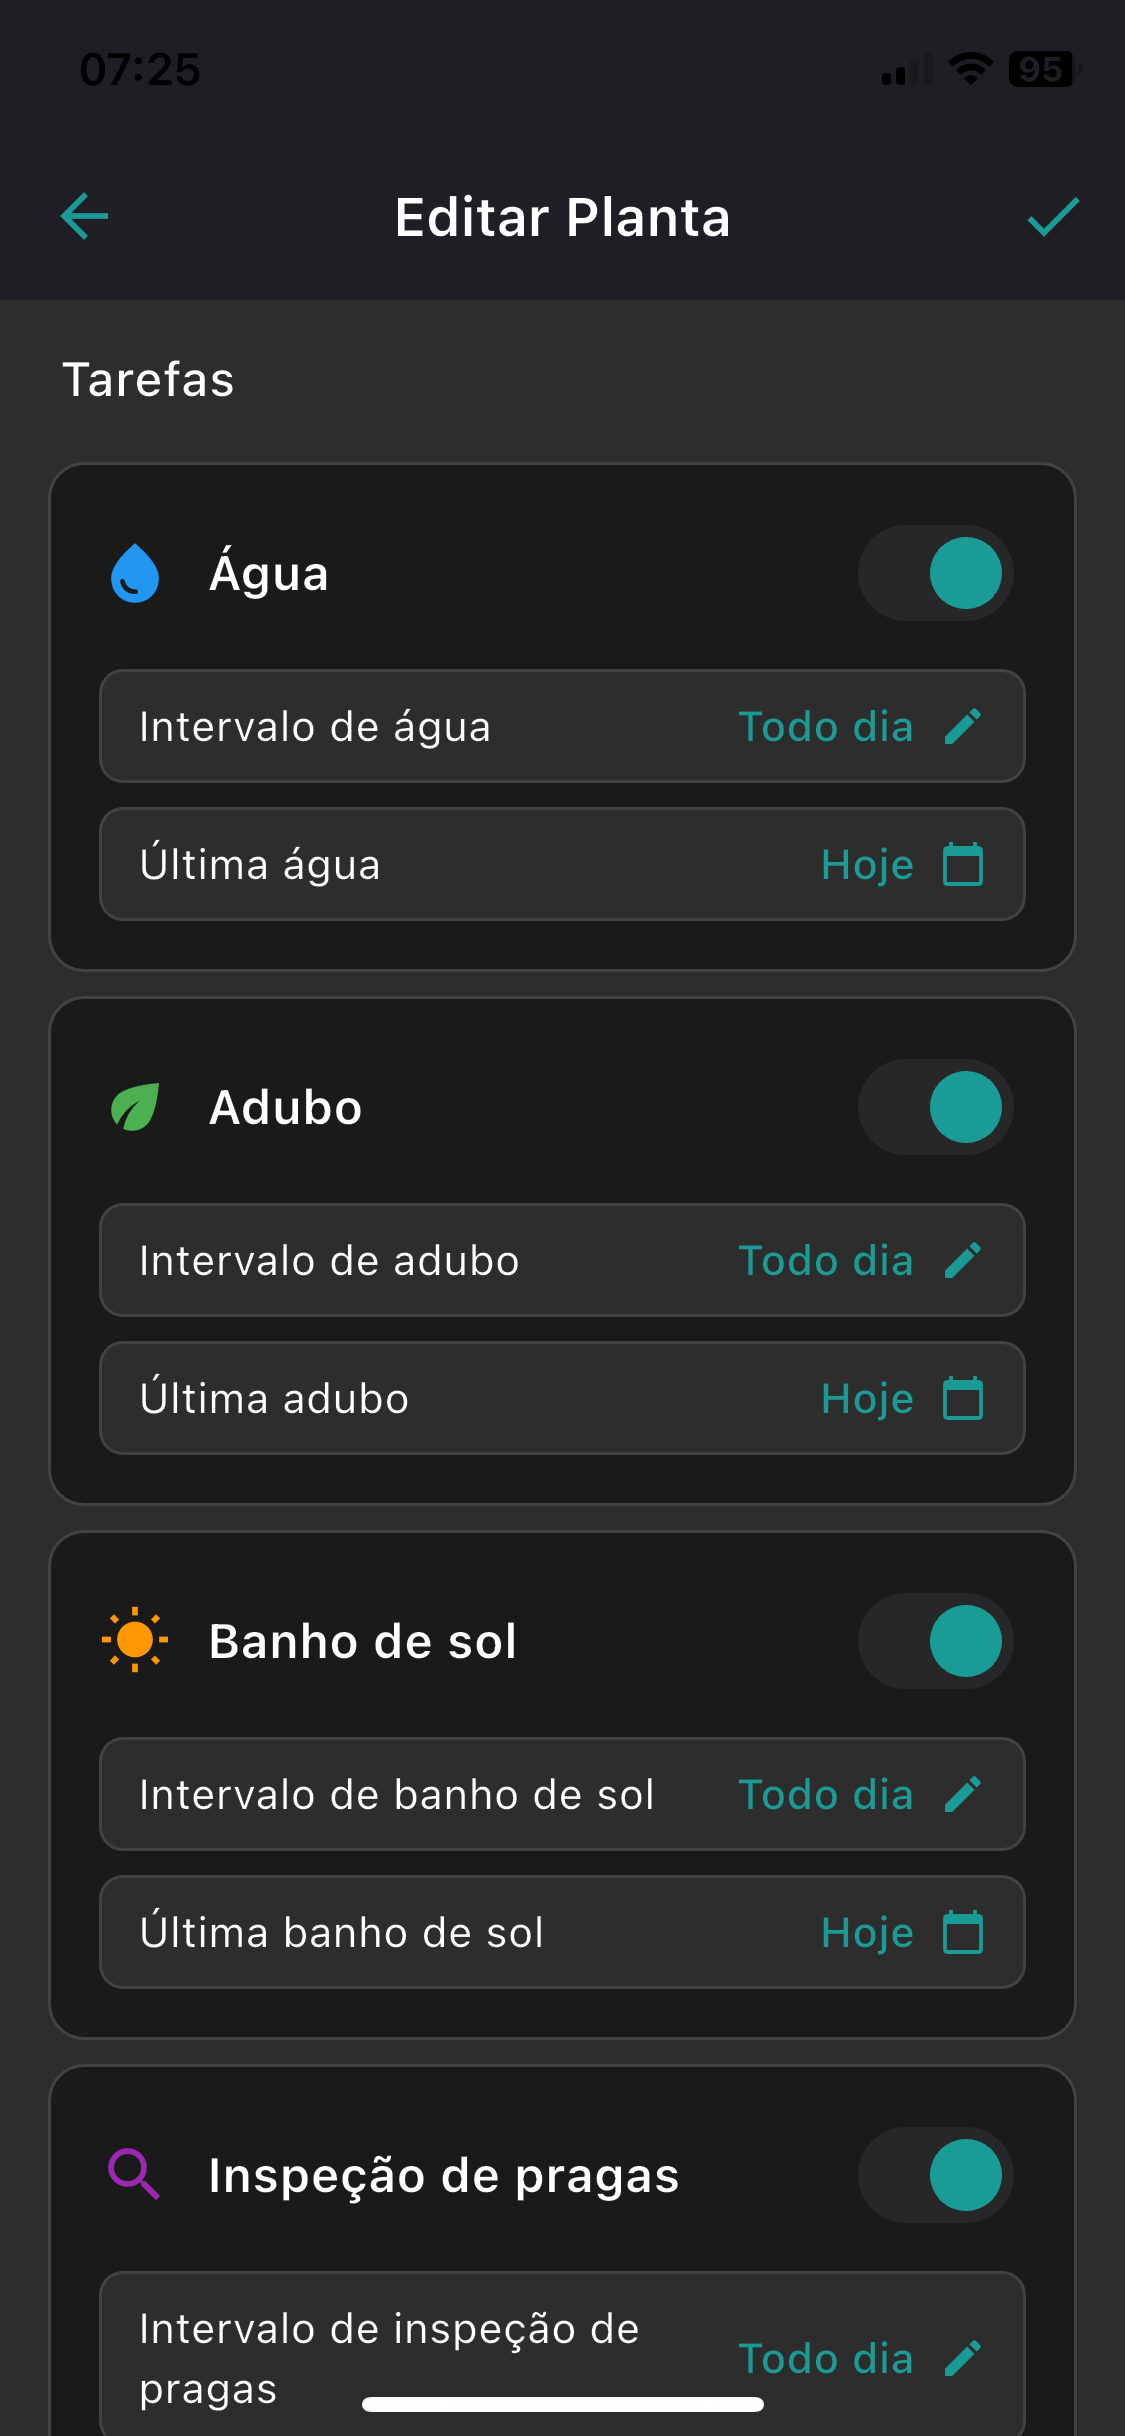 07:25
95
Editar Planta
Tarefas
Água
Intervalo de água
Todo dia
Última água
Hoje
Adubo
Intervalo de adubo
Todo dia
Última adubo
Hoje
Banho de sol
Intervalo de banho de sol
Todo dia
Última banho de sol
Hoje
Inspeção de pragas
Intervalo de inspeção de
pragas
Todo dia